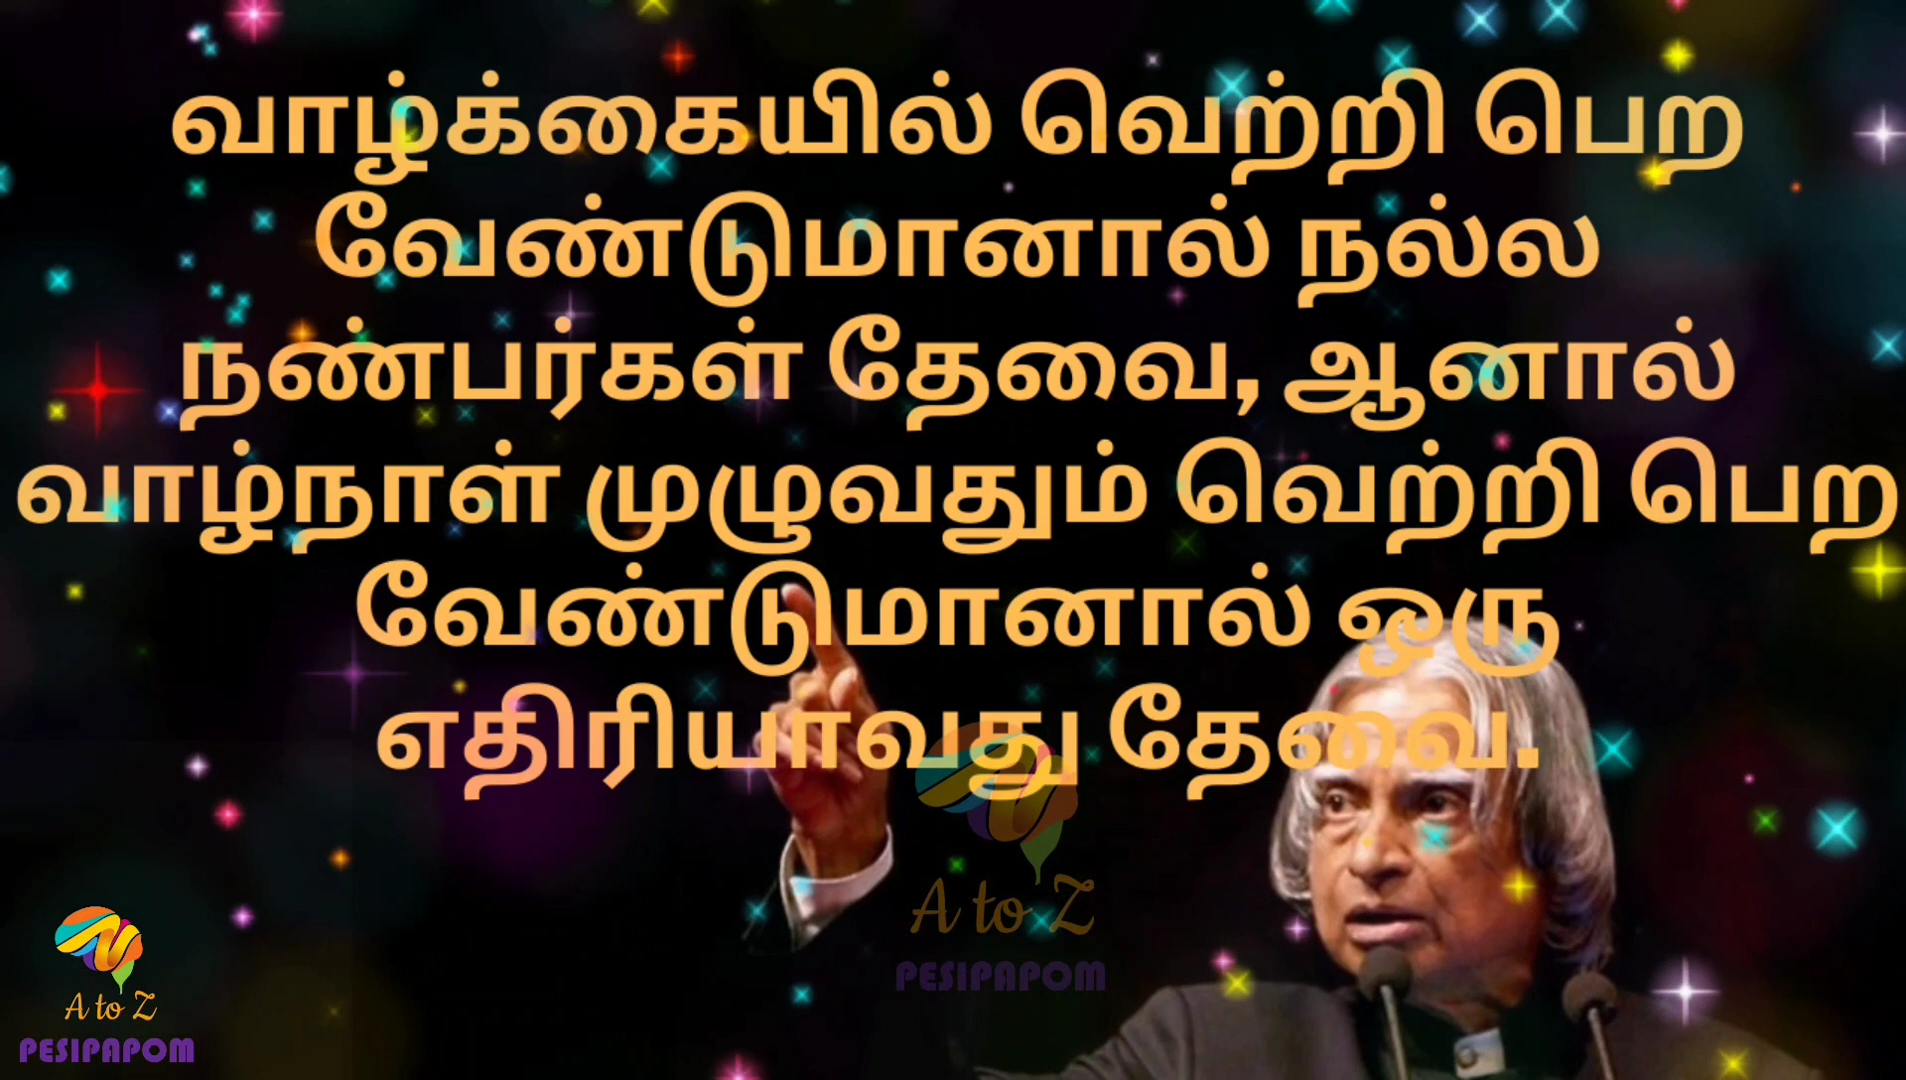 வாழ்க்கையில் வெற்றி பெற
வேண்டுமானால் நல்ல
நண்பர்கள் தேவை, ஆனால்
வாழ்நாள் முழுவதும் வெற்றி பெற
வேண்டுமானால் ஒரு
எதிரியாவது தேவை.
A to Z
PESIPAPOM
A to Z
PESIPAPOM